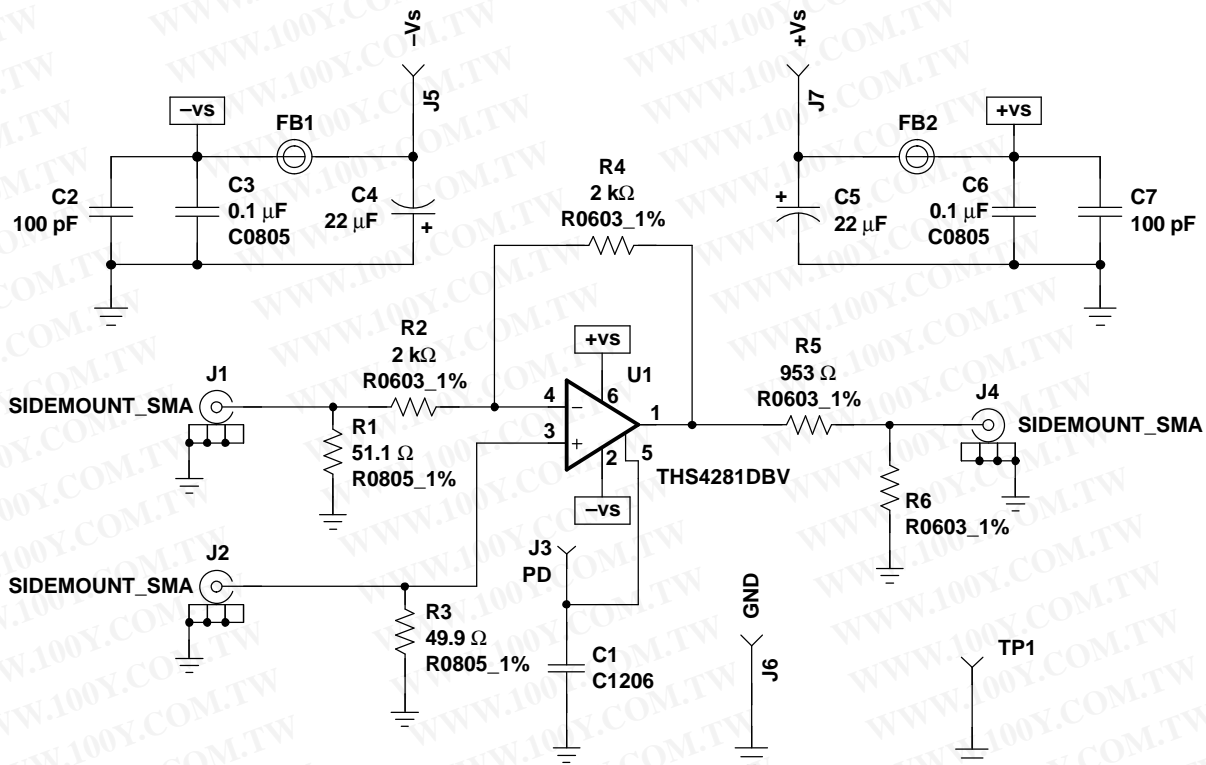 –Vs
J5
+Vs
J7
–vs
FB1
FB2
+vs
C2
100 pF
C3
0.1 µF
C0805
C4
22 µF
+
R4
2 kΩ
R0603_1%
+
C5
22 µF
C6
0.1 µF
C0805
C7
100 pF
R2
2 kΩ
R0603_1%
+vs
U1
R5
953 Ω
R0603_1%
J1
SIDEMOUNT_SMA
4
–
6
1
3
+
2
5
J4
SIDEMOUNT_SMA
R1
51.1 Ω
R0805_1%
THS4281DBV
–vs
R6
R0603_1%
J2
SIDEMOUNT_SMA
J3
PD
R3
49.9 Ω
R0805_1%
C1
C1206
GND
J6
TP1
WWW.100Y.COM.TW